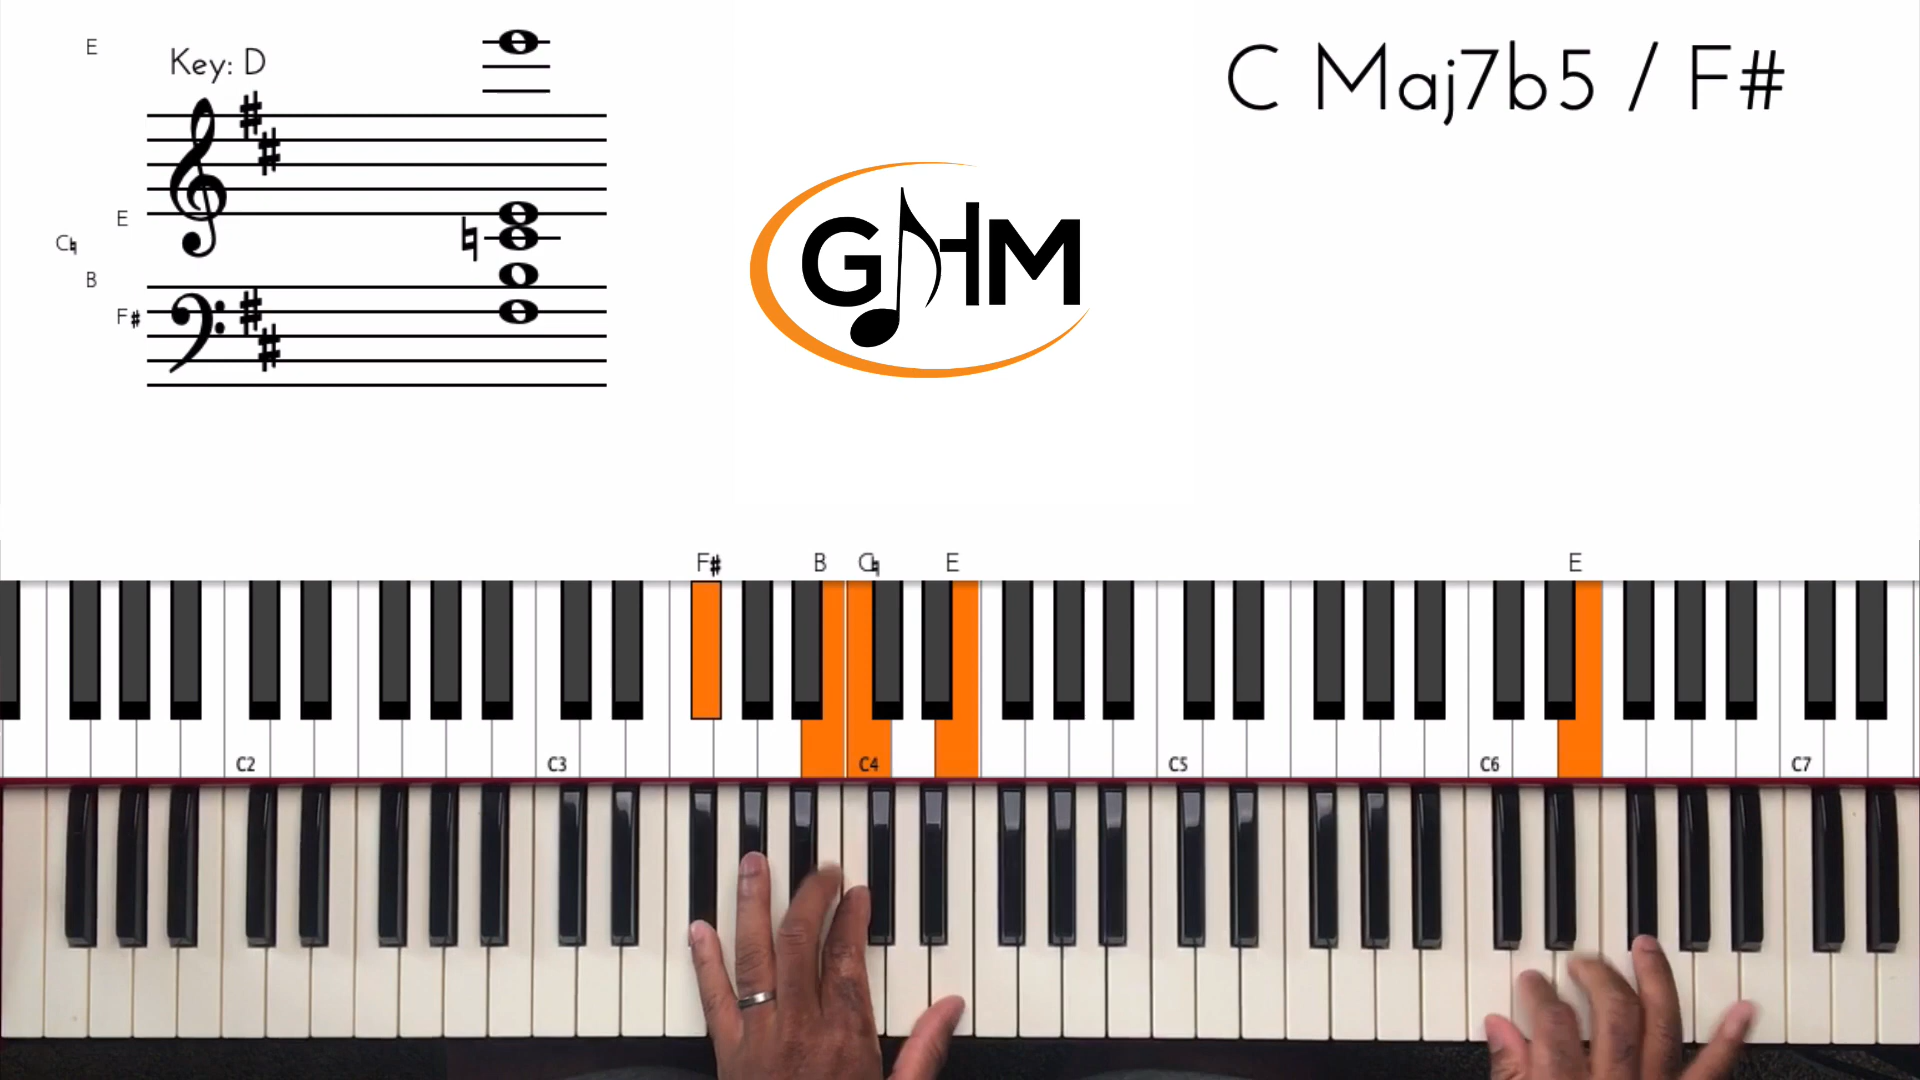 E
Key: D
C Maj7b5 / F#
E
C♮
B
F#
GHM
F# B C♮ E E
C2 C3 C4 C5 C6 C7